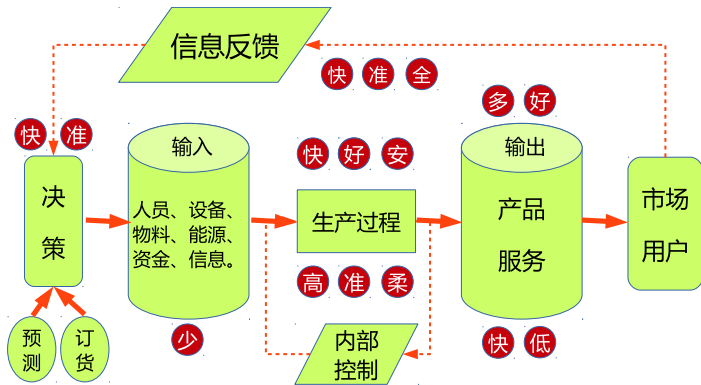 信息反馈
快 准 全
多 好
快 准
输入
快 好 安
输出
决
策
人员、设备、
物料、能源、
资金、信息。
生产过程
产品
服务
市场
用户
高 准 柔
预
测
订
货
少
内部
控制
快 低